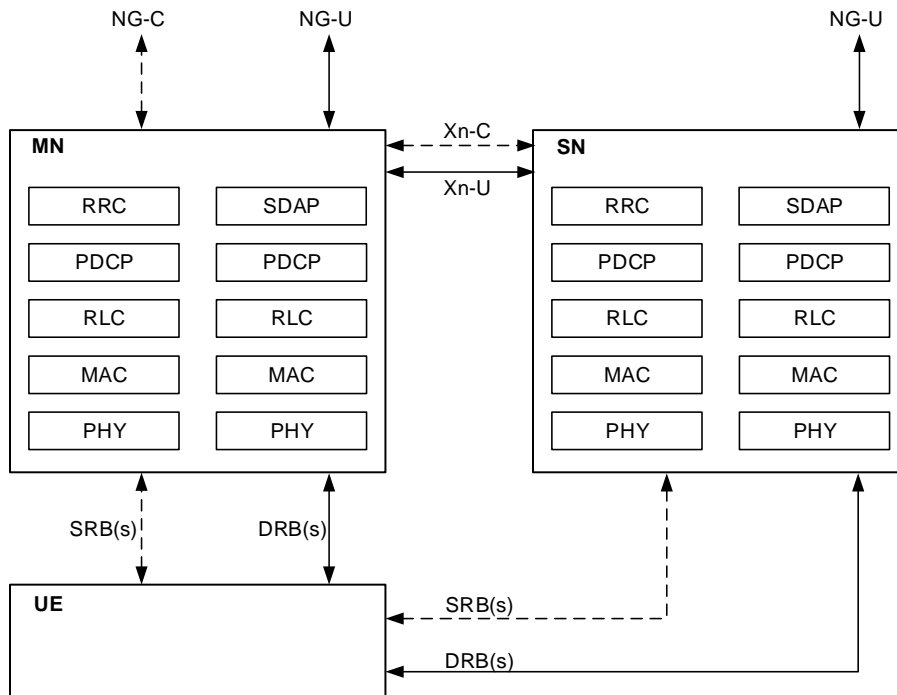 NG-C NG-U NG-U
MN
Xn-C
SN
Xn-U
RRC SDAP RRC SDAP
PDCP PDCP PDCP PDCP
RLC RLC RLC RLC
MAC MAC MAC MAC
PHY PHY PHY PHY
SRB(s) DRB(s)
UE
SRB(s)
DRB(s)